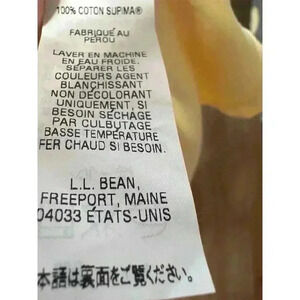 100% COTON SUPIMA®
FABRIQUÉ AU
PÉROU
LAVER EN MACHINE
EN EAU FROIDE.
SÉPARER LES
COULEURS AGENT
BLANCHISSANT
NON DÉCOLORANT
UNIQUEMENT, SI
BESOIN SÉCHAGE
PAR CULBUTAGE
BASSE TEMPÉRATURE
FER CHAUD SI BESOIN.
L.L. BEAN,
FREEPORT, MAINE
04033 ÉTATS-UNIS
本語は裏面をご覧ください